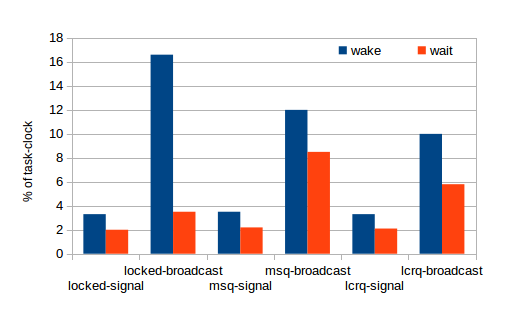 wake wait
% of task-clock
18
16
14
12
10
8
6
4
2
0
locked-broadcast msq-broadcast lcrq-broadcast
locked-signal msq-signal lcrq-signal